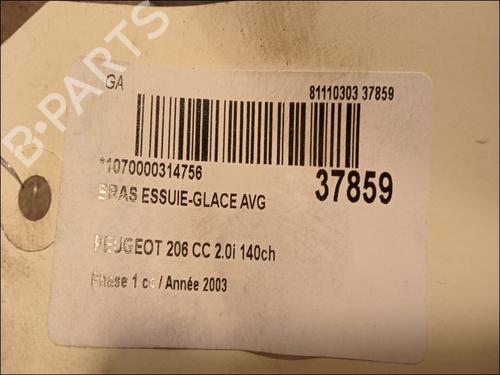 GA
81110303 37859
*1070000314756
37859
BRAS ESSUIE-GLACE AVG
PEUGEOT 206 CC 2.0i 140ch
Phase 1 cc / Année 2003
B-PARTS